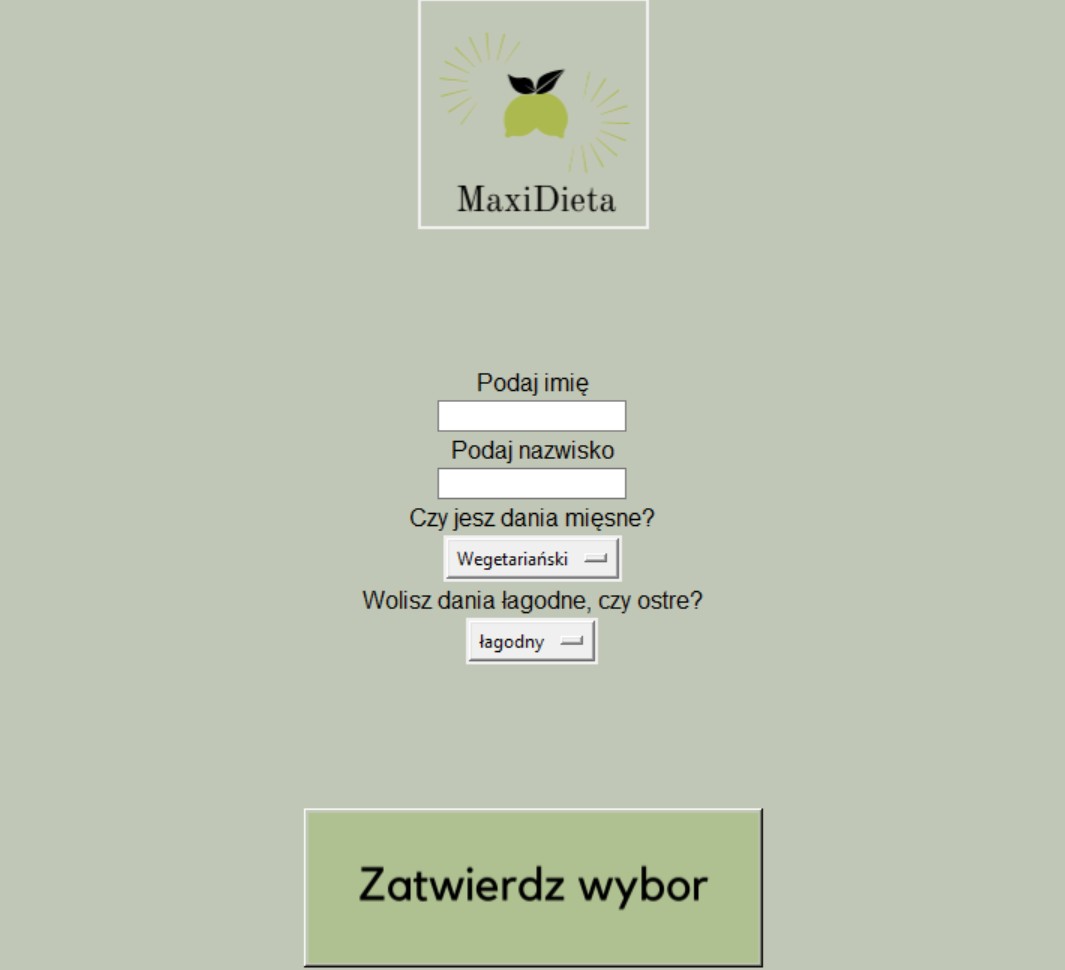 MaxiDieta
Podaj imię
Podaj nazwisko
Czy jesz dania mięsne?
Wegetariański
Wolisz dania łagodne, czy ostre?
łagodny
Zatwierdz wybor